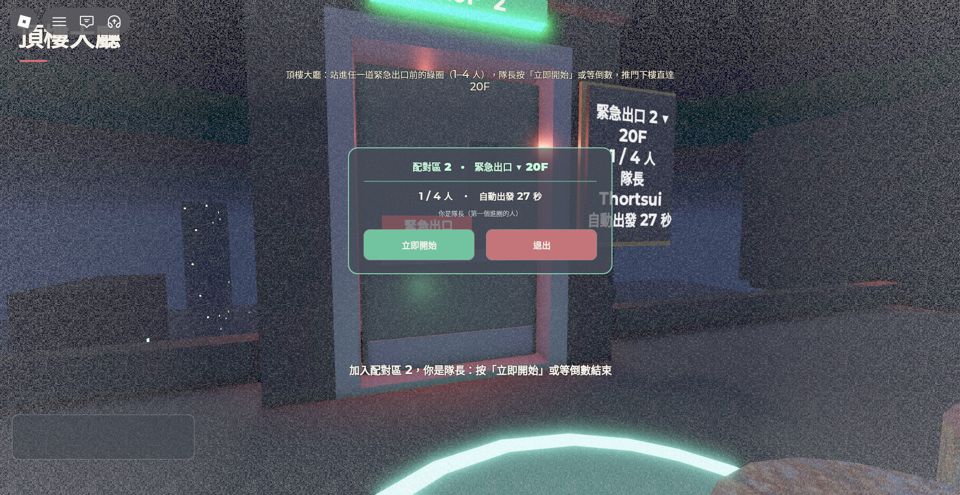 頂樓大廳
頂樓大廳：站進任一道緊急出口前的綠圈（1–4 人），隊長按「立即開始」或等倒數，推門下樓直達
20F
緊急出口 2 ▼
20F
1 / 4 人
隊長
Thortsui
自動出發 27 秒
配對區 2 • 緊急出口 ▼ 20F
1 / 4 人 • 自動出發 27 秒
你是隊長（第一個進圈的人）
緊急出口
立即開始
退出
加入配對區 2，你是隊長：按「立即開始」或等倒數結束